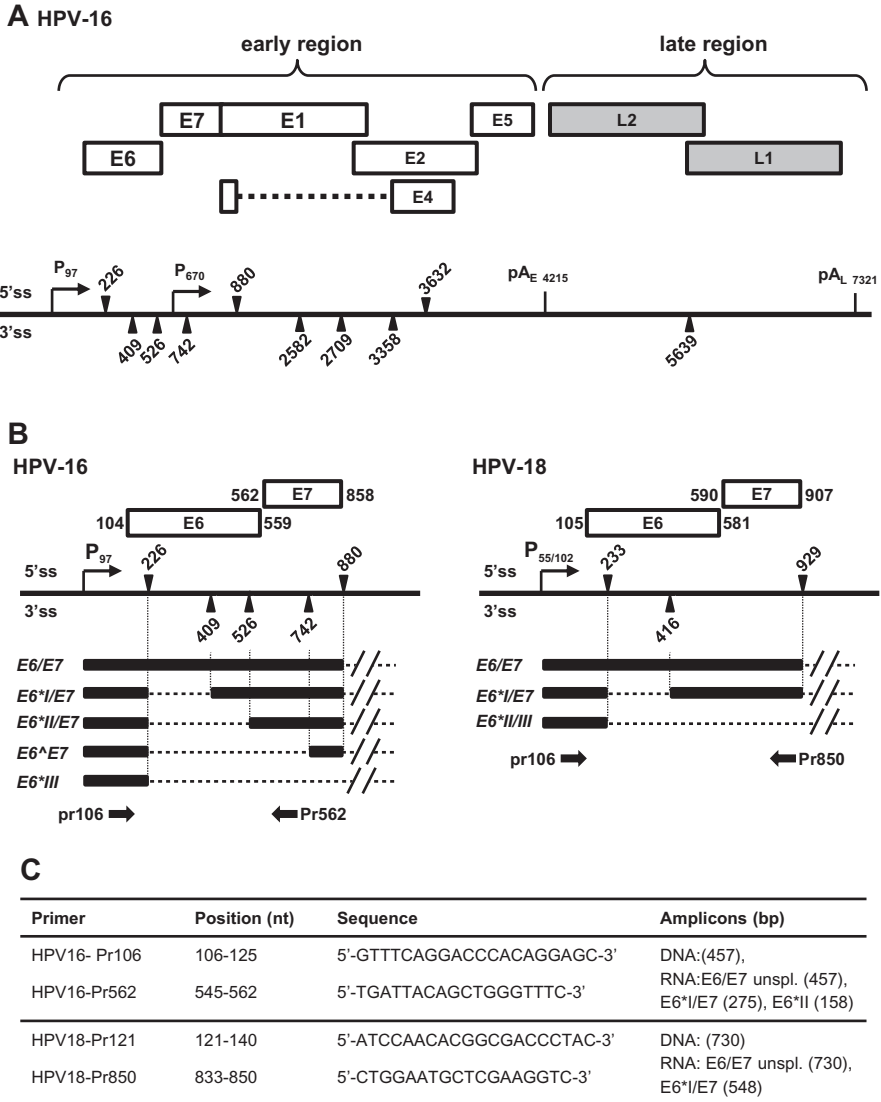 A HPV-16
early region
late region
E7
E1
E5
L2
E6
E2
L1
E4
5'ss
P97
226
P670
880
3632
pAE 4215
pAL 7321
3'ss
409
526
742
2582
2709
3358
5639
B
HPV-16
562 E7 858
104 E6 559
5'ss
P97
226
880
3'ss
409
526
742
E6/E7
E6*I/E7
E6*II/E7
E6^E7
E6*III
pr106
Pr562
HPV-18
590 E7 907
105 E6 581
5'ss
P55/102
233
929
3'ss
416
E6/E7
E6*I/E7
E6*II/III
pr106
Pr850
C
Primer Position (nt) Sequence Amplicons (bp)
HPV16- Pr106 106-125 5'-GTTTCAGGACCCACAGGAGC-3' DNA:(457),
HPV16-Pr562 545-562 5'-TGATTACAGCTGGGTTTC-3' RNA:E6/E7 unspl. (457),
E6*I/E7 (275), E6*II (158)
HPV18-Pr121 121-140 5'-ATCCAACACGGCGACCCTAC-3' DNA: (730)
HPV18-Pr850 833-850 5'-CTGGAATGCTCGAAGGTC-3' RNA: E6/E7 unspl. (730),
E6*I/E7 (548)